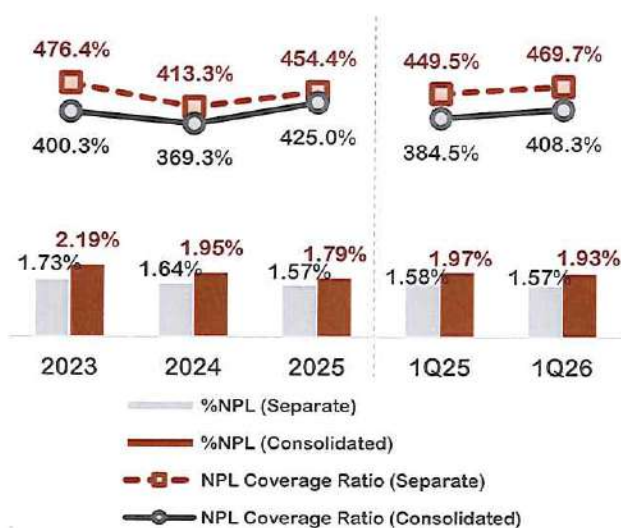 476.4% 413.3% 454.4% 449.5% 469.7%
400.3% 369.3% 425.0% 384.5% 408.3%
2.19% 1.95% 1.79% 1.97% 1.93%
1.73% 1.64% 1.57% 1.58% 1.57%
2023 2024 2025 1Q25 1Q26
%NPL (Separate)
%NPL (Consolidated)
NPL Coverage Ratio (Separate)
NPL Coverage Ratio (Consolidated)